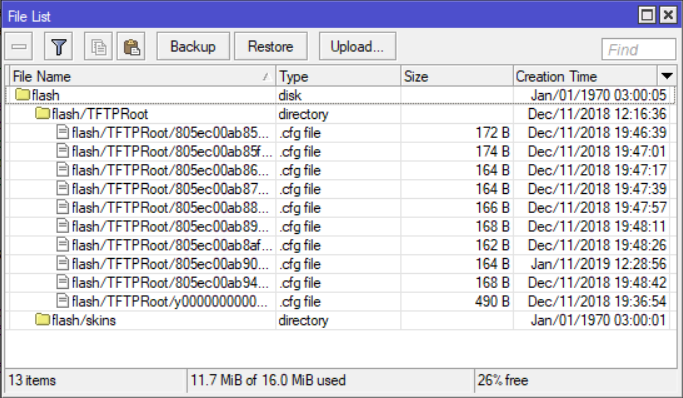 File List
Backup Restore Upload... Find
File Name Type Size Creation Time
flash disk Jan/01/1970 03:00:05
flash/TFTPRoot directory Dec/11/2018 12:16:36
flash/TFTPRoot/805ec00ab85... .cfg file 172 B Dec/11/2018 19:46:39
flash/TFTPRoot/805ec00ab85f... .cfg file 174 B Dec/11/2018 19:47:01
flash/TFTPRoot/805ec00ab86... .cfg file 164 B Dec/11/2018 19:47:17
flash/TFTPRoot/805ec00ab87... .cfg file 164 B Dec/11/2018 19:47:39
flash/TFTPRoot/805ec00ab88... .cfg file 166 B Dec/11/2018 19:47:57
flash/TFTPRoot/805ec00ab89... .cfg file 168 B Dec/11/2018 19:48:11
flash/TFTPRoot/805ec00ab8af... .cfg file 162 B Dec/11/2018 19:48:26
flash/TFTPRoot/805ec00ab90... .cfg file 164 B Jan/11/2019 12:28:56
flash/TFTPRoot/805ec00ab94... .cfg file 168 B Dec/11/2018 19:48:42
flash/TFTPRoot/y0000000000... .cfg file 490 B Dec/11/2018 19:36:54
flash/skins directory Jan/01/1970 03:00:01
13 items 11.7 MiB of 16.0 MiB used 26% free